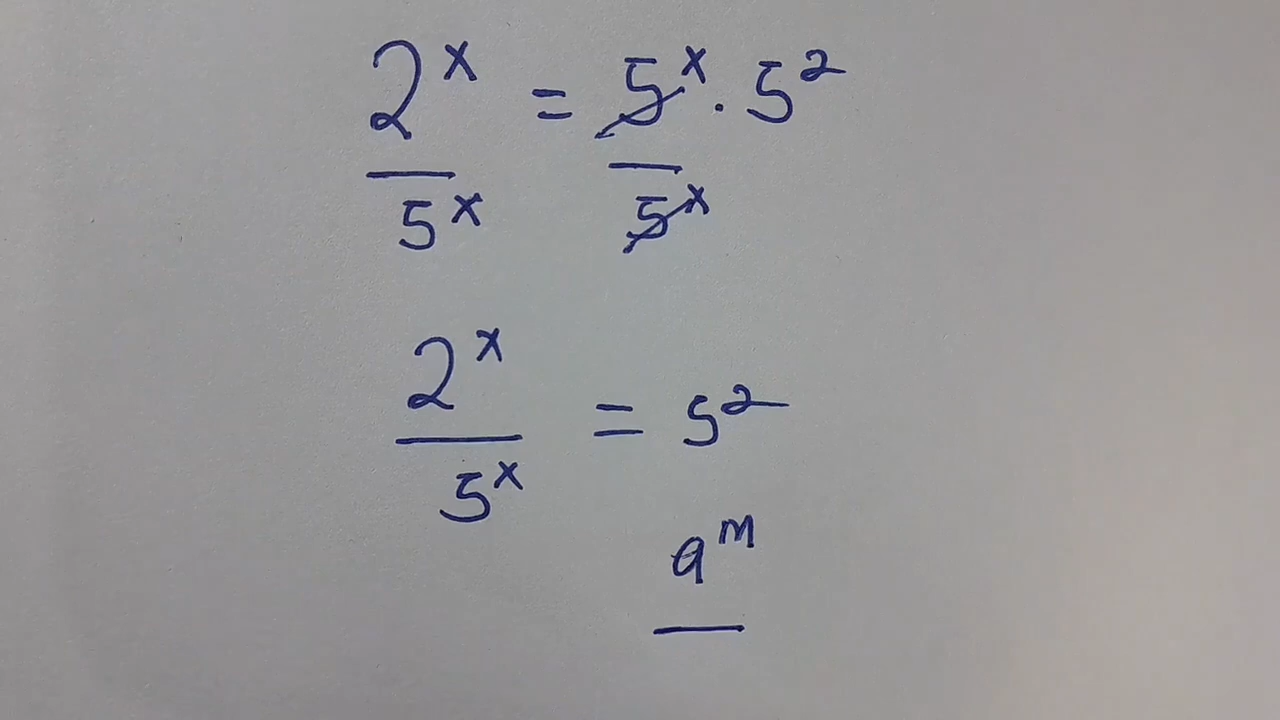 2^x = 5^x . 5^2
5^x 5^x
2^x = 5^2
5^x
a^m